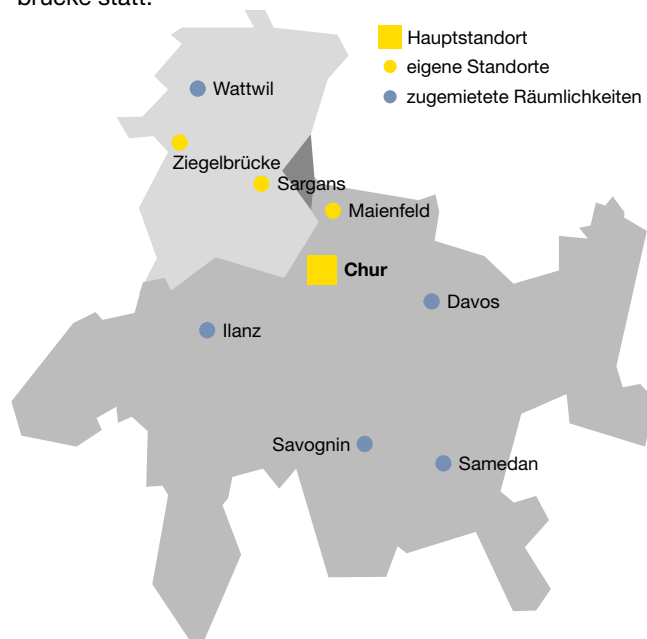 brücke statt.
Hauptstandort
eigene Standorte
zugemietete Räumlichkeiten
Wattwil
Ziegelbrücke
Sargans
Maienfeld
Chur
Davos
Ilanz
Savognin
Samedan